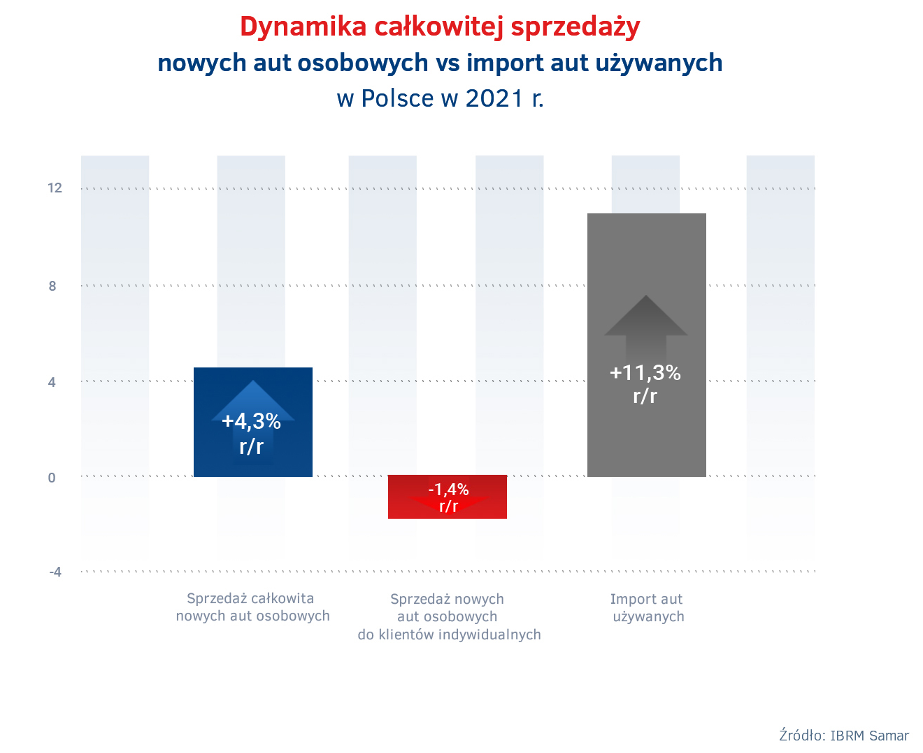 Dynamika całkowitej sprzedaży
nowych aut osobowych vs import aut używanych
w Polsce w 2021 r.
12
8
4
0
-4
+4,3%
r/r
-1,4%
r/r
+11,3%
r/r
Sprzedaż całkowita
nowych aut osobowych
Sprzedaż nowych
aut osobowych
do klientów indywidualnych
Import aut
używanych
Źródło: IBRM Samar